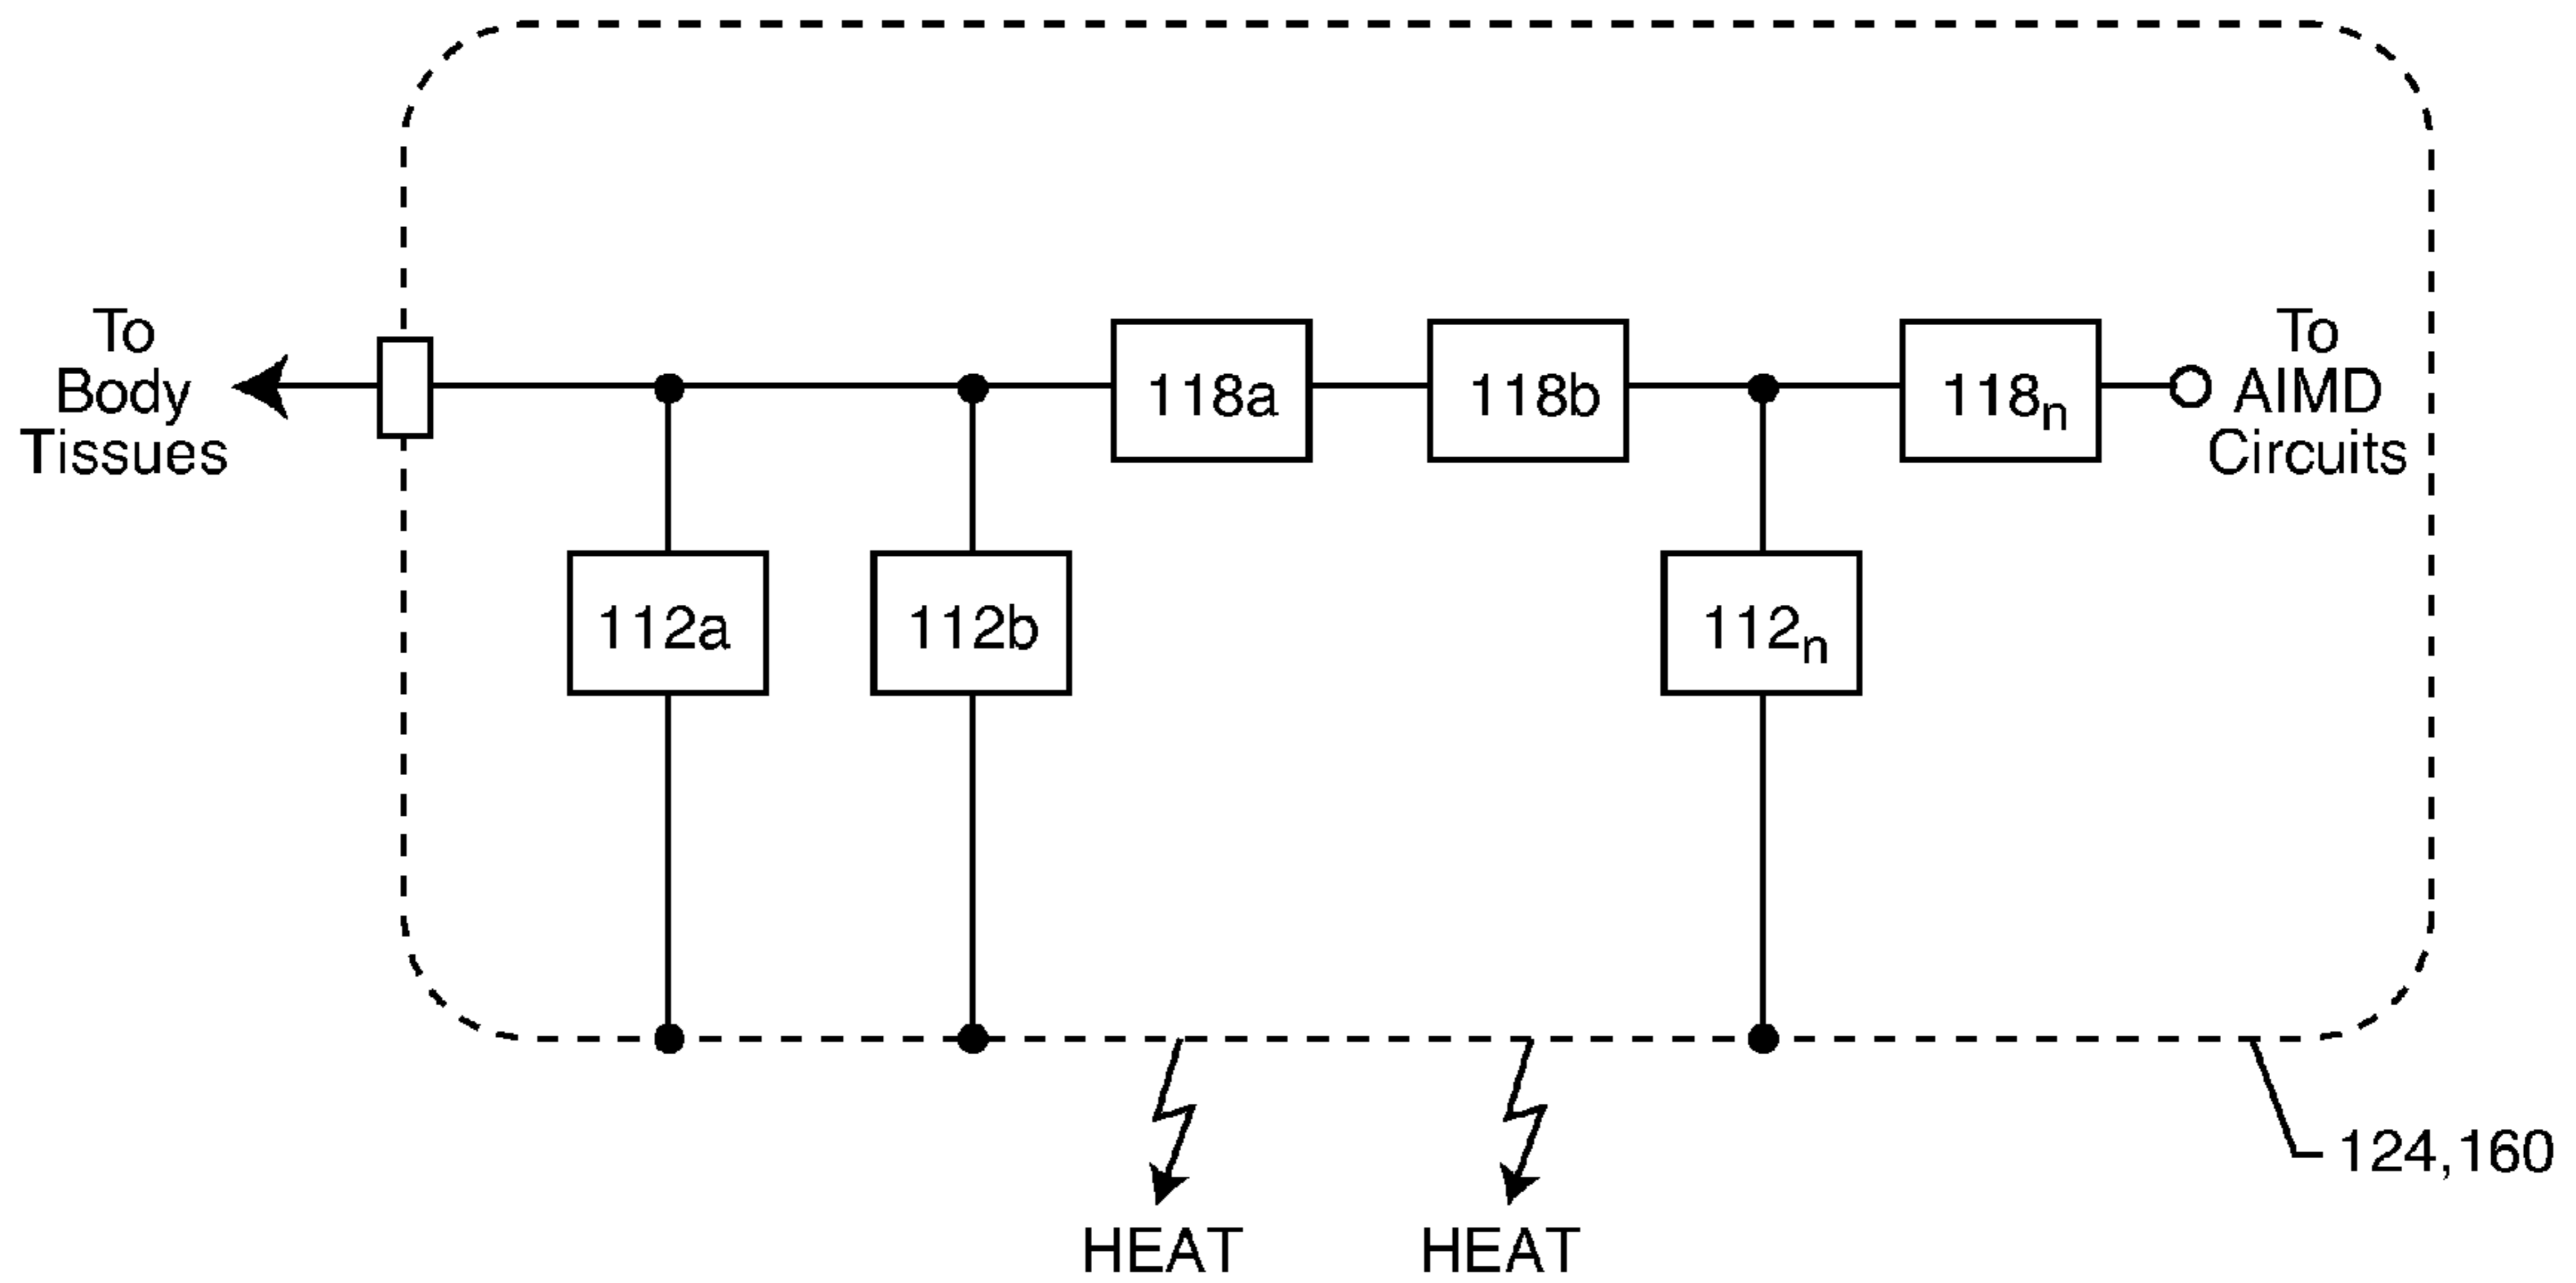 To
Body
Tissues
118a
118b
118n
To
AIMD
Circuits
112a
112b
112n
124,160
HEAT
HEAT